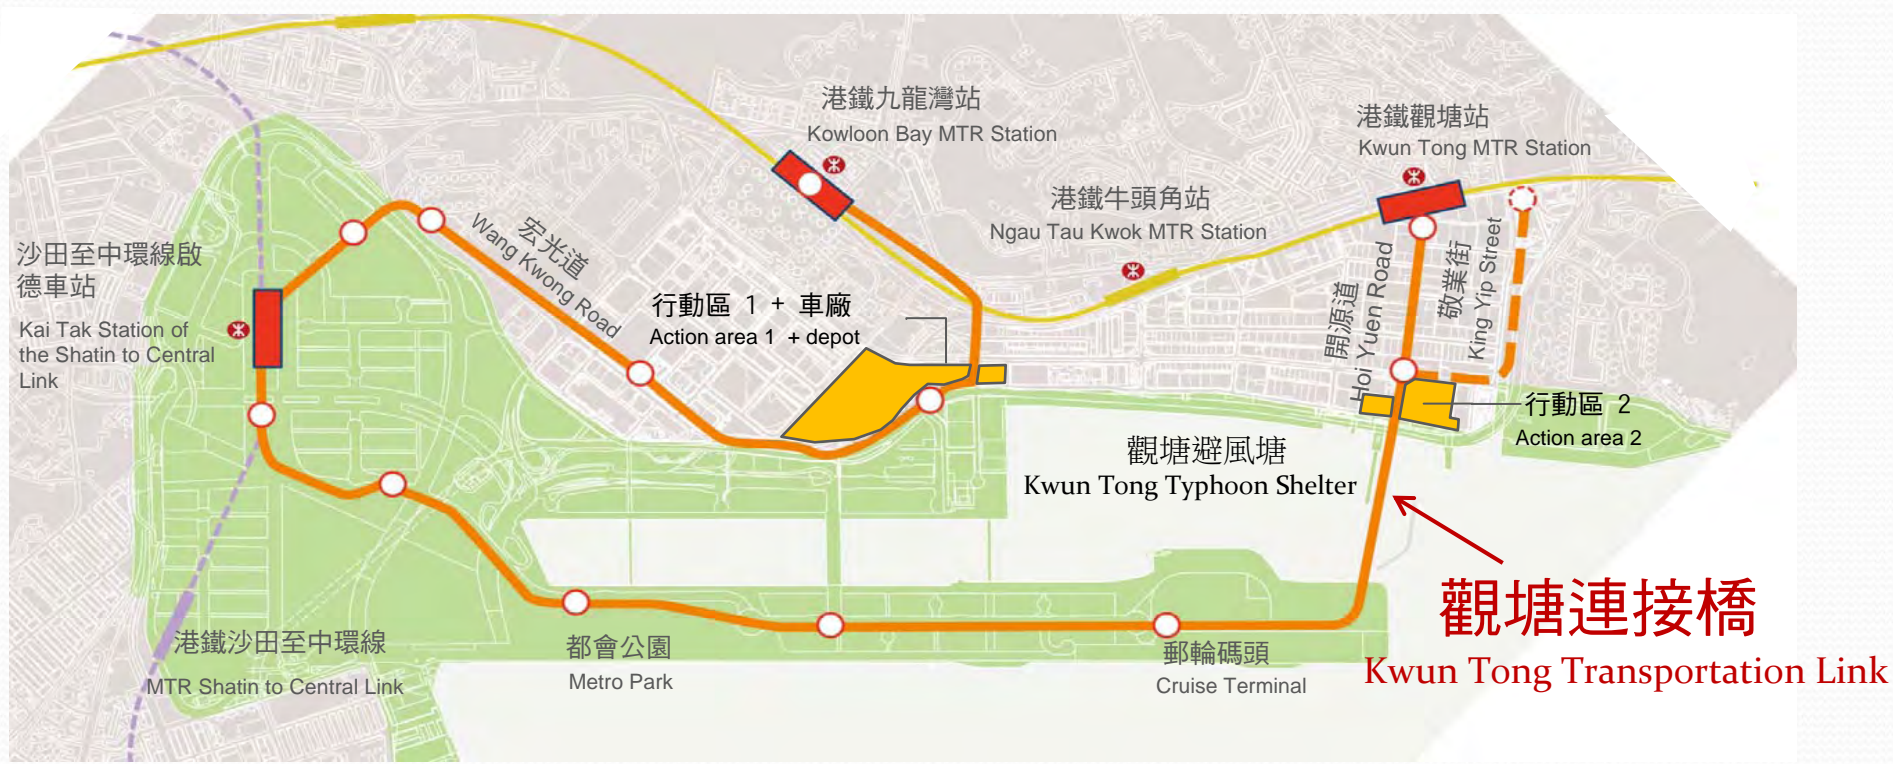 港鐵九龍灣站
Kowloon Bay MTR Station
港鐵觀塘站
Kwun Tong MTR Station
港鐵牛頭角站
Ngau Tau Kwok MTR Station
沙田至中環線啟
德車站
Kai Tak Station of
the Shatin to Central
Link
宏光道
Wang Kwong Road
行動區 1 + 車廠
Action area 1 + depot
開源道
Hoi Yuen Road
敬業街
King Yip Street
行動區 2
Action area 2
觀塘避風塘
Kwun Tong Typhoon Shelter
觀塘連接橋
Kwun Tong Transportation Link
港鐵沙田至中環線
MTR Shatin to Central Link
都會公園
Metro Park
郵輪碼頭
Cruise Terminal